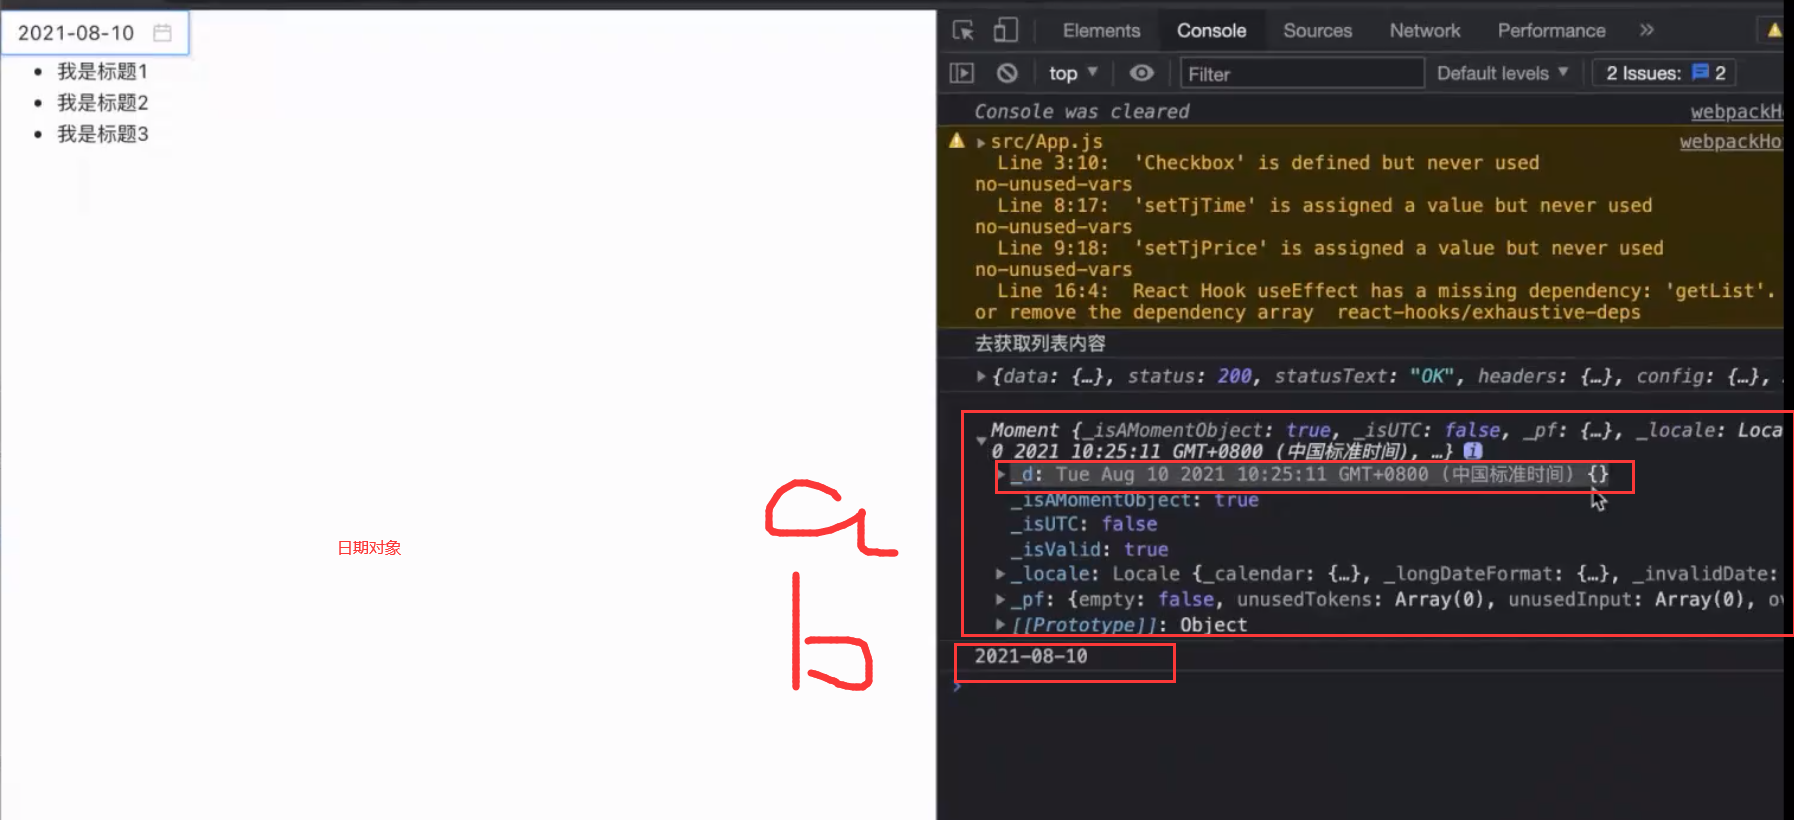 2021-08-10
我是标题1
我是标题2
我是标题3
日期对象
a
b
Elements Console Sources Network Performance »
top Filter Default levels 2 Issues: 2
Console was cleared webpackH
src/App.js webpackHo
Line 3:10: 'Checkbox' is defined but never used
no-unused-vars
Line 8:17: 'setTjTime' is assigned a value but never used
no-unused-vars
Line 9:18: 'setTjPrice' is assigned a value but never used
no-unused-vars
Line 16:4: React Hook useEffect has a missing dependency: 'getList'.
or remove the dependency array react-hooks/exhaustive-deps
去获取列表内容
{data: {…}, status: 200, statusText: "OK", headers: {…}, config: {…},
Moment {_isAMomentObject: true, _isUTC: false, _pf: {…}, _locale: Loca
0 2021 10:25:11 GMT+0800 (中国标准时间), …} i
_d: Tue Aug 10 2021 10:25:11 GMT+0800 (中国标准时间) {}
_isAMomentObject: true
_isUTC: false
_isValid: true
_locale: Locale {_calendar: {…}, _longDateFormat: {…}, _invalidDate:
_pf: {empty: false, unusedTokens: Array(0), unusedInput: Array(0), ov
[[Prototype]]: Object
2021-08-10